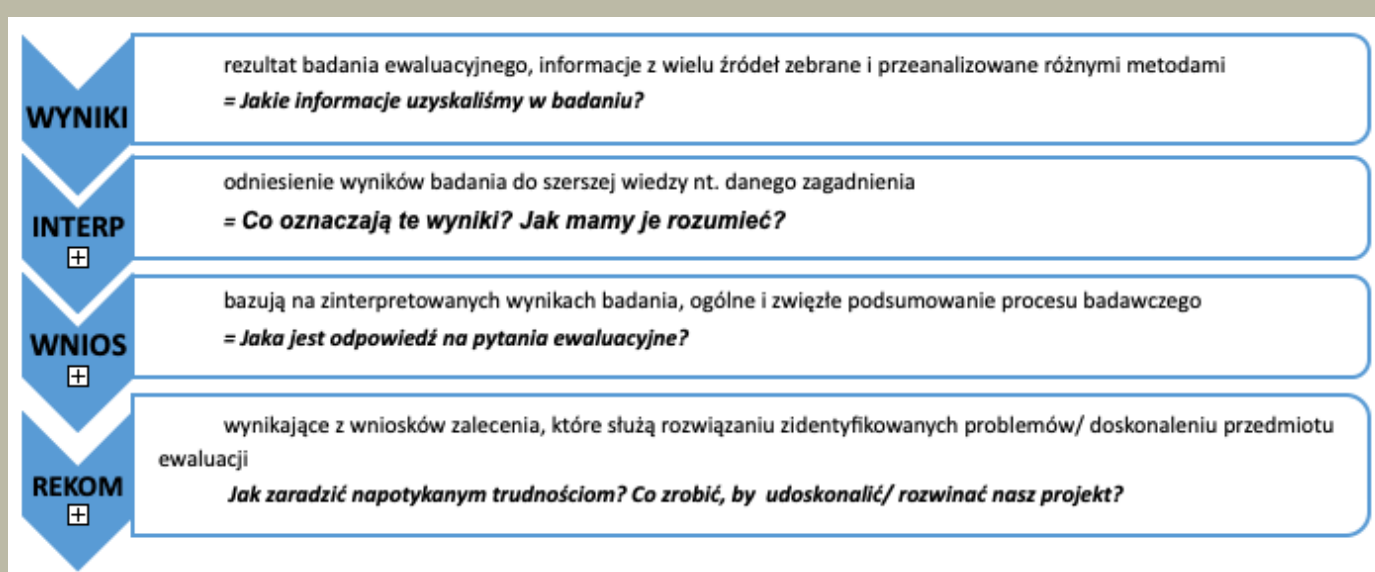 WYNIKI
rezultat badania ewaluacyjnego, informacje z wielu źródeł zebrane i przeanalizowane różnymi metodami
= Jakie informacje uzyskaliśmy w badaniu?
INTERP
odniesienie wyników badania do szerszej wiedzy nt. danego zagadnienia
= Co oznaczają te wyniki? Jak mamy je rozumieć?
WNIOS
bazują na zinterpretowanych wynikach badania, ogólne i zwięzłe podsumowanie procesu badawczego
= Jaka jest odpowiedź na pytania ewaluacyjne?
REKOM
wynikające z wniosków zalecenia, które służą rozwiązaniu zidentyfikowanych problemów/ doskonaleniu przedmiotu
ewaluacji
Jak zaradzić napotykanym trudnościom? Co zrobić, by udoskonalić/ rozwinać nasz projekt?